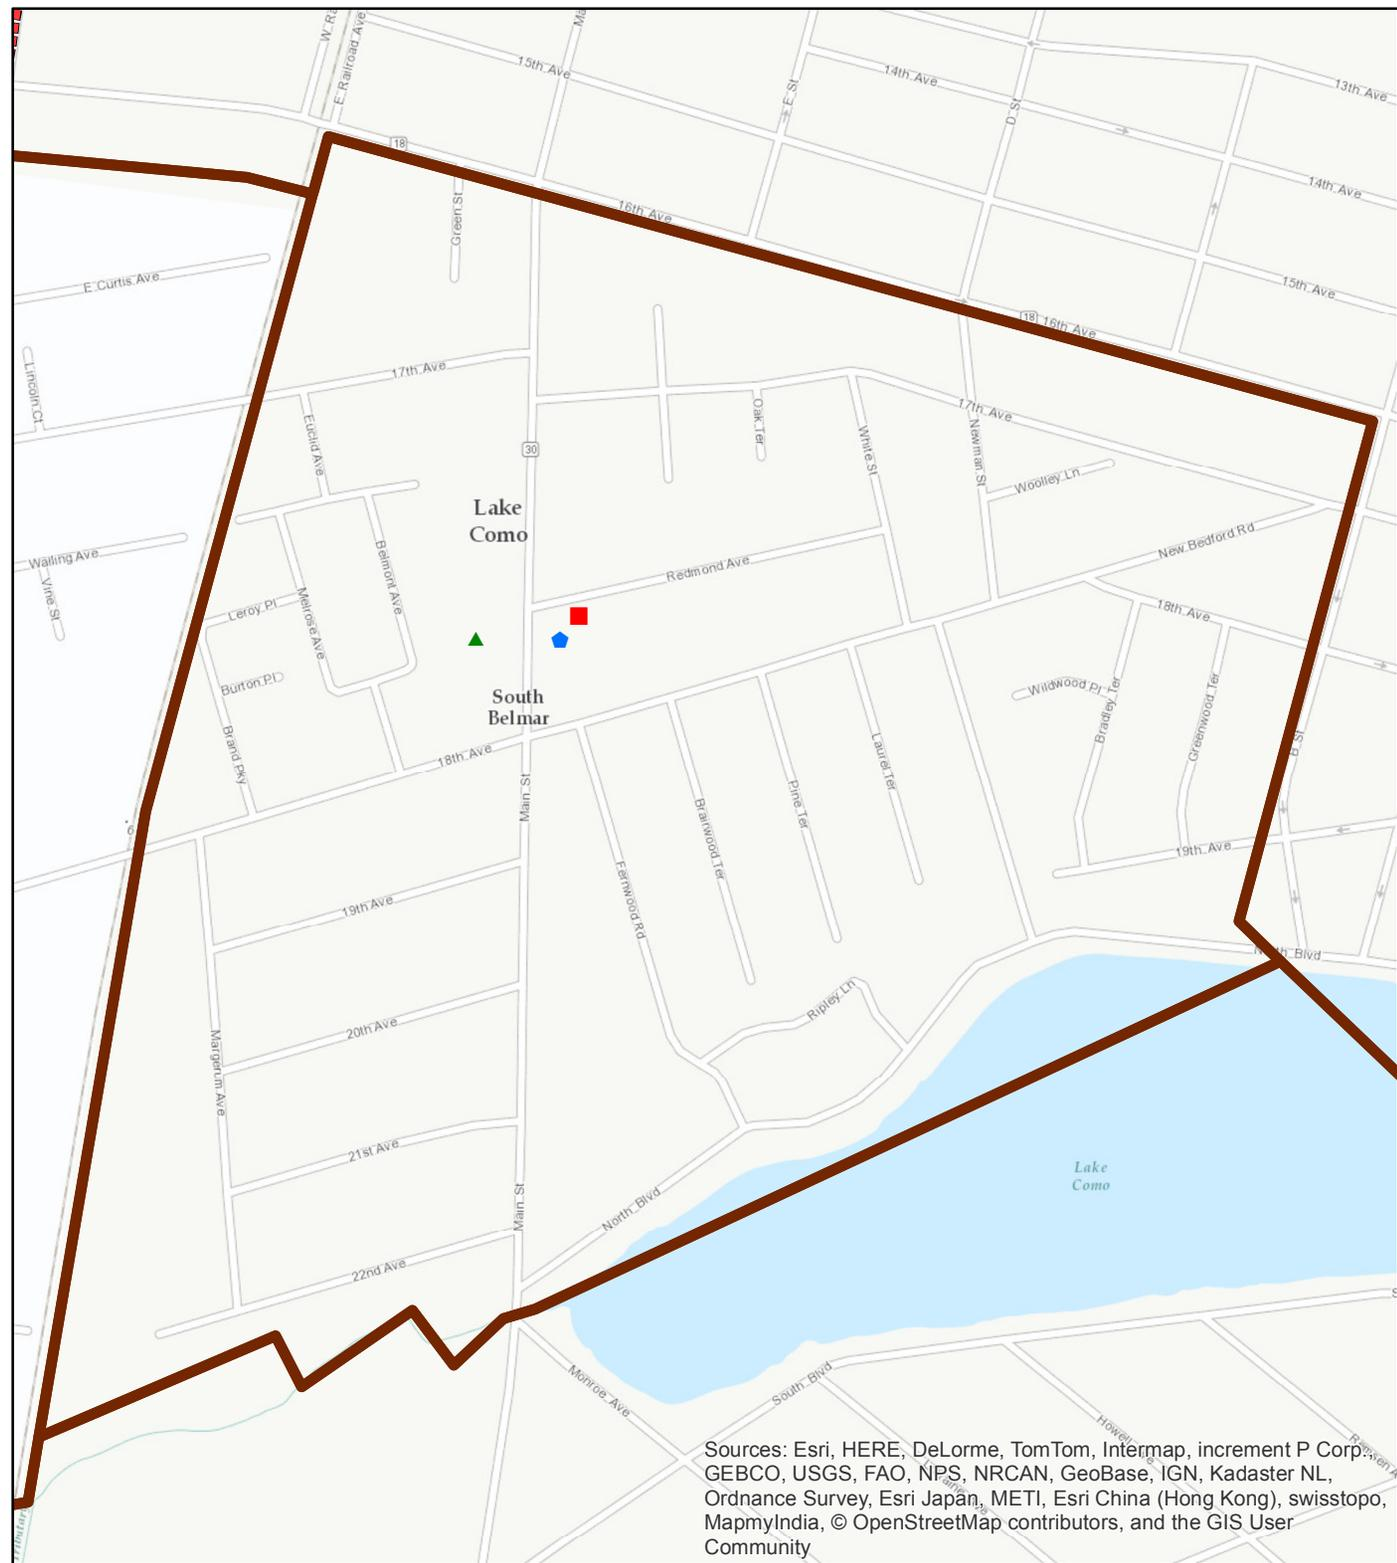 W Ra
E Railroad Ave
Ma
15th Ave
E St
14th Ave
D St
13th Ave
18
14th Ave
Green St
16th Ave
15th Ave
E Curtis Ave
18
16th Ave
Lincoln Ct
17th Ave
Euclid Ave
Oak Ter
17th Ave
White St
Newman St
30
Woolley Ln
Lake
Como
Belmont Ave
New Bedford Rd
Wailing Ave
Vine St
Redmond Ave
Leroy Pl
Melrose Ave
18th Ave
Burton Pl
Wildwood Pl
Bradley Ter
Greenwood Ter
South
Belmar
Brand Pky
18th Ave
Laurel Ter
B St
Main St
Pine Ter
Brairwood Ter
19th Ave
Fernwood Rd
19th Ave
North Blvd
Ripley Ln
20th Ave
Margerum Ave
21st Ave
Lake
Como
Main St
North Blvd
22nd Ave
Monroe Ave
South Blvd
Sources: Esri, HERE, DeLorme, TomTom, Intermap, increment P Corp.,
GEBCO, USGS, FAO, NPS, NRCAN, GeoBase, IGN, Kadaster NL,
Ordnance Survey, Esri Japan, METI, Esri China (Hong Kong), swisstopo,
MapmyIndia, © OpenStreetMap contributors, and the GIS User
Community